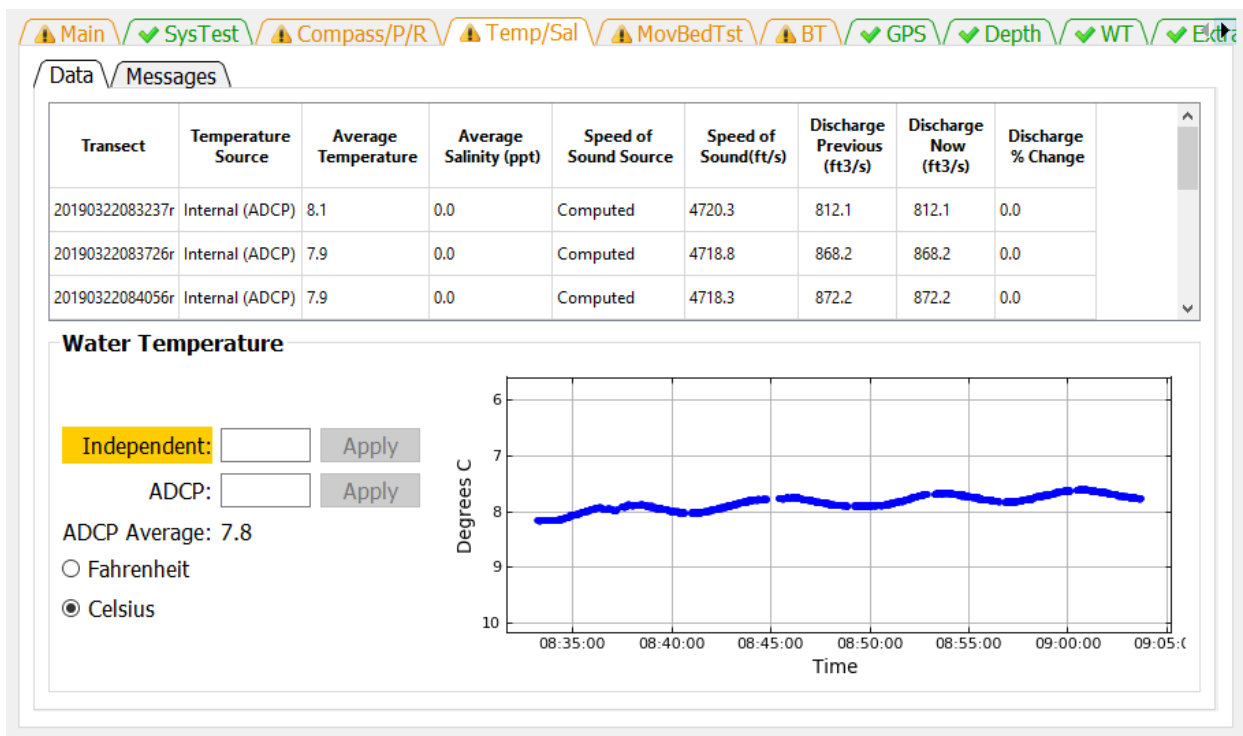 Main SysTest Compass/P/R Temp/Sal MovBedTst BT GPS Depth WT Extra
Data Messages
Transect Temperature Source Average Temperature Average Salinity (ppt) Speed of Sound Source Speed of Sound(ft/s) Discharge Previous (ft3/s) Discharge Now (ft3/s) Discharge % Change
20190322083237r Internal (ADCP) 8.1 0.0 Computed 4720.3 812.1 812.1 0.0
20190322083726r Internal (ADCP) 7.9 0.0 Computed 4718.8 868.2 868.2 0.0
20190322084056r Internal (ADCP) 7.9 0.0 Computed 4718.3 872.2 872.2 0.0
Water Temperature
Independent: Apply
ADCP: Apply
ADCP Average: 7.8
Fahrenheit
Celsius
Degrees C
6
7
8
9
10
08:35:00 08:40:00 08:45:00 08:50:00 08:55:00 09:00:00 09:05:0
Time